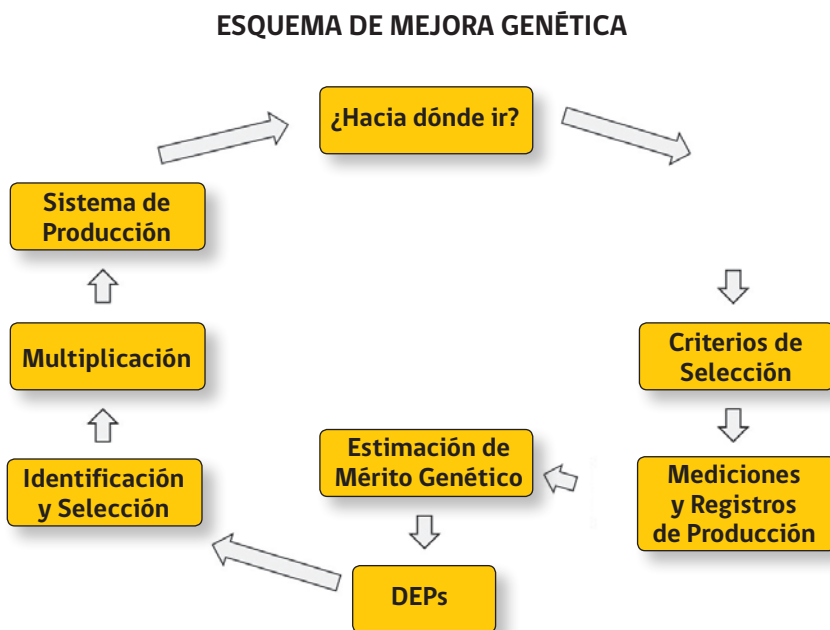 ESQUEMA DE MEJORA GENÉTICA
¿Hacia dónde ir?
Criterios de
Selección
Mediciones
y Registros
de Producción
Estimación de
Mérito Genético
DEPs
Identificación
y Selección
Multiplicación
Sistema de
Producción